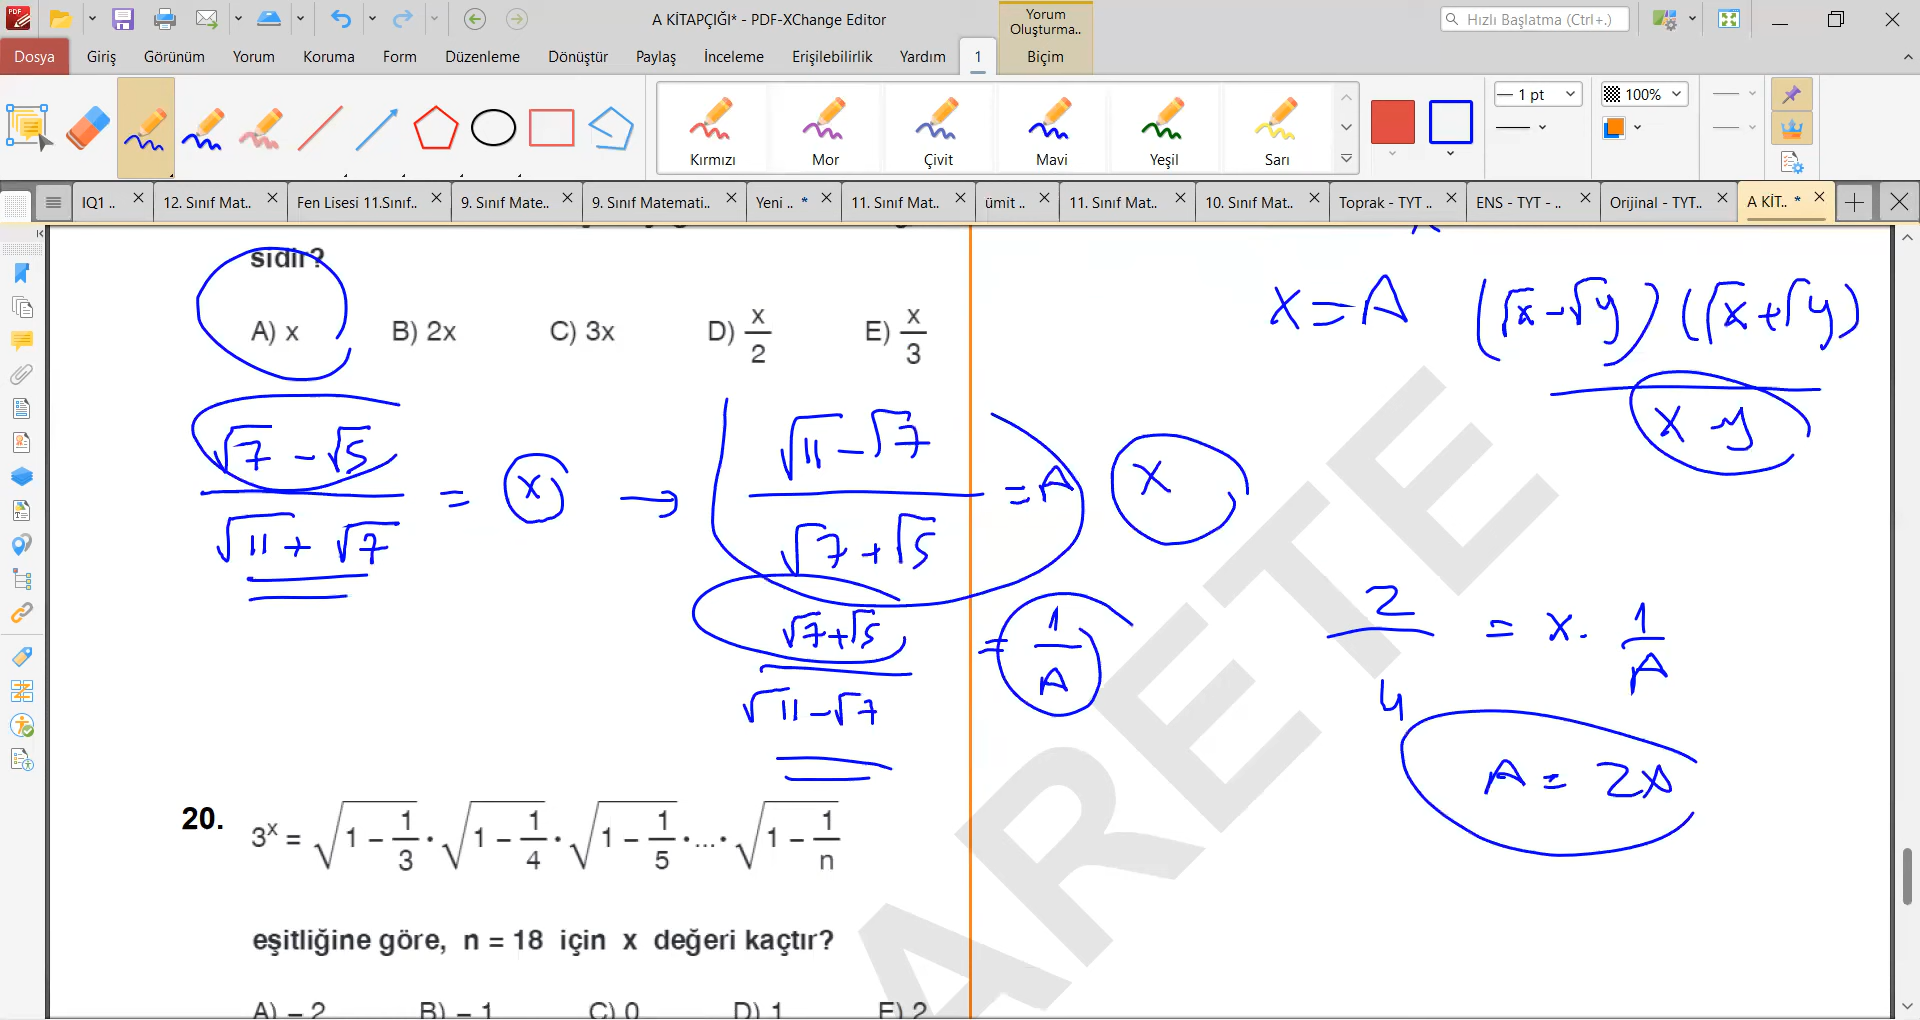 A KİTAPÇIĞI* - PDF-XChange Editor
Yorum
Oluşturma..
Hızlı Başlatma (Ctrl+.)
Dosya Giriş Görünüm Yorum Koruma Form Düzenleme Dönüştür Paylaş İnceleme Erişilebilirlik Yardım 1 Biçim
1 pt 100%
Kırmızı Mor Çivit Mavi Yeşil Sarı
IQ1 .. 12. Sınıf Mat.. Fen Lisesi 11.Sınıf.. 9. Sınıf Mate.. 9. Sınıf Matemati.. Yeni .. * 11. Sınıf Mat.. ümit .. 11. Sınıf Mat.. 10. Sınıf Mat.. Toprak - TYT .. ENS - TYT - .. Orijinal - TYT.. A KİT.. *
sidir?
A) x B) 2x C) 3x D) x/2 E) x/3
x = A (√x-√y)(√x+√y)
x y
√7 - √5 / √11 + √7 = x → √11 - √7 / √7 + √5 = A x
√7+√5 / √11-√7 = 1/A
2/4 = x. 1/A
A = 2x
20. 3^x = √(1 - 1/3) · √(1 - 1/4) · √(1 - 1/5) · ... · √(1 - 1/n)
eşitliğine göre, n = 18 için x değeri kaçtır?
A) - 2 B) - 1 C) 0 D) 1 E) 2
ARETE